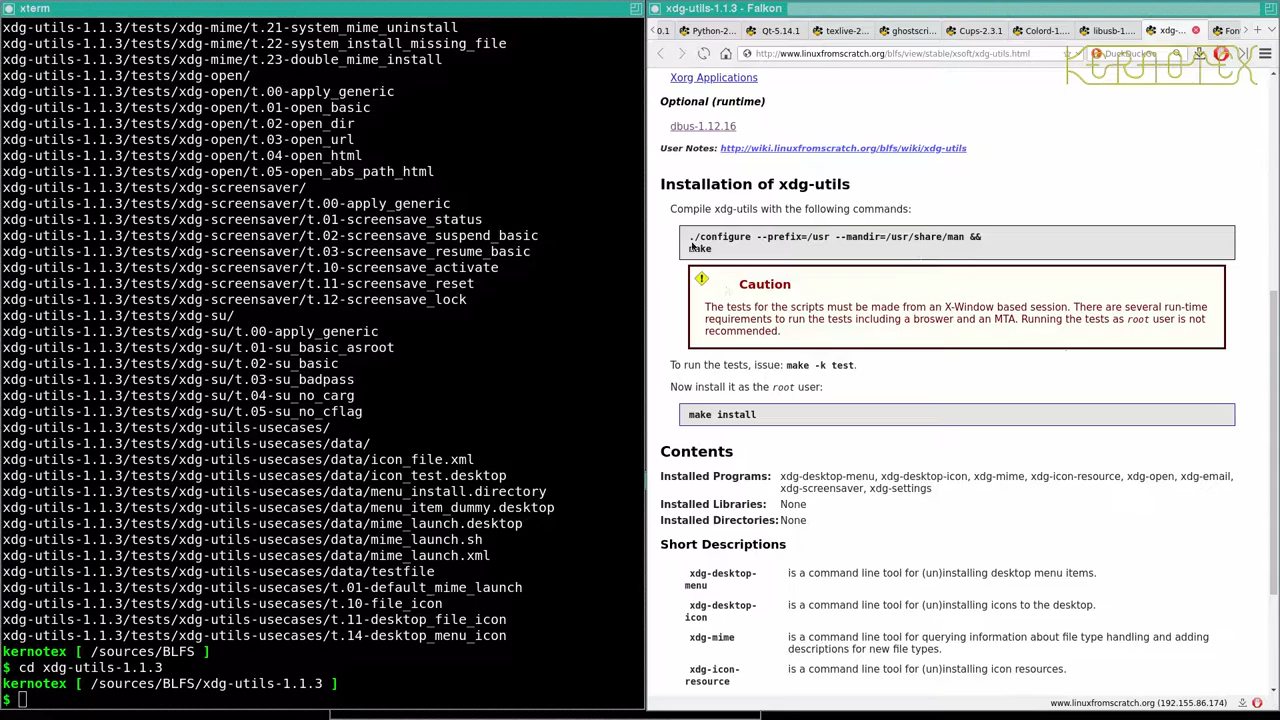 xterm
xdg-utils-1.1.3/tests/xdg-mime/t.21-system_mime_uninstall
xdg-utils-1.1.3/tests/xdg-mime/t.22-system_install_missing_file
xdg-utils-1.1.3/tests/xdg-mime/t.23-double_mime_install
xdg-utils-1.1.3/tests/xdg-open/
xdg-utils-1.1.3/tests/xdg-open/t.00-apply_generic
xdg-utils-1.1.3/tests/xdg-open/t.01-open_basic
xdg-utils-1.1.3/tests/xdg-open/t.02-open_dir
xdg-utils-1.1.3/tests/xdg-open/t.03-open_url
xdg-utils-1.1.3/tests/xdg-open/t.04-open_html
xdg-utils-1.1.3/tests/xdg-open/t.05-open_abs_path_html
xdg-utils-1.1.3/tests/xdg-screensaver/
xdg-utils-1.1.3/tests/xdg-screensaver/t.00-apply_generic
xdg-utils-1.1.3/tests/xdg-screensaver/t.01-screensave_status
xdg-utils-1.1.3/tests/xdg-screensaver/t.02-screensave_suspend_basic
xdg-utils-1.1.3/tests/xdg-screensaver/t.03-screensave_resume_basic
xdg-utils-1.1.3/tests/xdg-screensaver/t.10-screensave_activate
xdg-utils-1.1.3/tests/xdg-screensaver/t.11-screensave_reset
xdg-utils-1.1.3/tests/xdg-screensaver/t.12-screensave_lock
xdg-utils-1.1.3/tests/xdg-su/
xdg-utils-1.1.3/tests/xdg-su/t.00-apply_generic
xdg-utils-1.1.3/tests/xdg-su/t.01-su_basic_asroot
xdg-utils-1.1.3/tests/xdg-su/t.02-su_basic
xdg-utils-1.1.3/tests/xdg-su/t.03-su_badpass
xdg-utils-1.1.3/tests/xdg-su/t.04-su_no_carg
xdg-utils-1.1.3/tests/xdg-su/t.05-su_no_cflag
xdg-utils-1.1.3/tests/xdg-utils-usecases/
xdg-utils-1.1.3/tests/xdg-utils-usecases/data/
xdg-utils-1.1.3/tests/xdg-utils-usecases/data/icon_file.xml
xdg-utils-1.1.3/tests/xdg-utils-usecases/data/icon_test.desktop
xdg-utils-1.1.3/tests/xdg-utils-usecases/data/menu_install.directory
xdg-utils-1.1.3/tests/xdg-utils-usecases/data/menu_item_dummy.desktop
xdg-utils-1.1.3/tests/xdg-utils-usecases/data/mime_launch.desktop
xdg-utils-1.1.3/tests/xdg-utils-usecases/data/mime_launch.sh
xdg-utils-1.1.3/tests/xdg-utils-usecases/data/mime_launch.xml
xdg-utils-1.1.3/tests/xdg-utils-usecases/data/testfile
xdg-utils-1.1.3/tests/xdg-utils-usecases/t.01-default_mime_launch
xdg-utils-1.1.3/tests/xdg-utils-usecases/t.10-file_icon
xdg-utils-1.1.3/tests/xdg-utils-usecases/t.11-desktop_file_icon
xdg-utils-1.1.3/tests/xdg-utils-usecases/t.14-desktop_menu_icon
kernotex [ /sources/BLFS ]
$ cd xdg-utils-1.1.3
kernotex [ /sources/BLFS/xdg-utils-1.1.3 ]
$
xdg-utils-1.1.3 - Falkon
0.1 Python-2... Qt-5.14.1 texlive-2... ghostscri... Cups-2.3.1 Colord-1.... libusb-1.... xdg-... Fon
http://www.linuxfromscratch.org/blfs/view/stable/xsoft/xdg-utils.html DuckDuckGo
KERNOTEX
Xorg Applications
Optional (runtime)
dbus-1.12.16
User Notes: http://wiki.linuxfromscratch.org/blfs/wiki/xdg-utils
Installation of xdg-utils
Compile xdg-utils with the following commands:
./configure --prefix=/usr --mandir=/usr/share/man &&
make
Caution
The tests for the scripts must be made from an X-Window based session. There are several run-time
requirements to run the tests including a broswer and an MTA. Running the tests as root user is not
recommended.
To run the tests, issue: make -k test.
Now install it as the root user:
make install
Contents
Installed Programs: xdg-desktop-menu, xdg-desktop-icon, xdg-mime, xdg-icon-resource, xdg-open, xdg-email,
xdg-screensaver, xdg-settings
Installed Libraries: None
Installed Directories: None
Short Descriptions
xdg-desktop- is a command line tool for (un)installing desktop menu items.
menu
xdg-desktop- is a command line tool for (un)installing icons to the desktop.
icon
xdg-mime is a command line tool for querying information about file type handling and adding
descriptions for new file types.
xdg-icon- is a command line tool for (un)installing icon resources.
resource
www.linuxfromscratch.org (192.155.86.174)